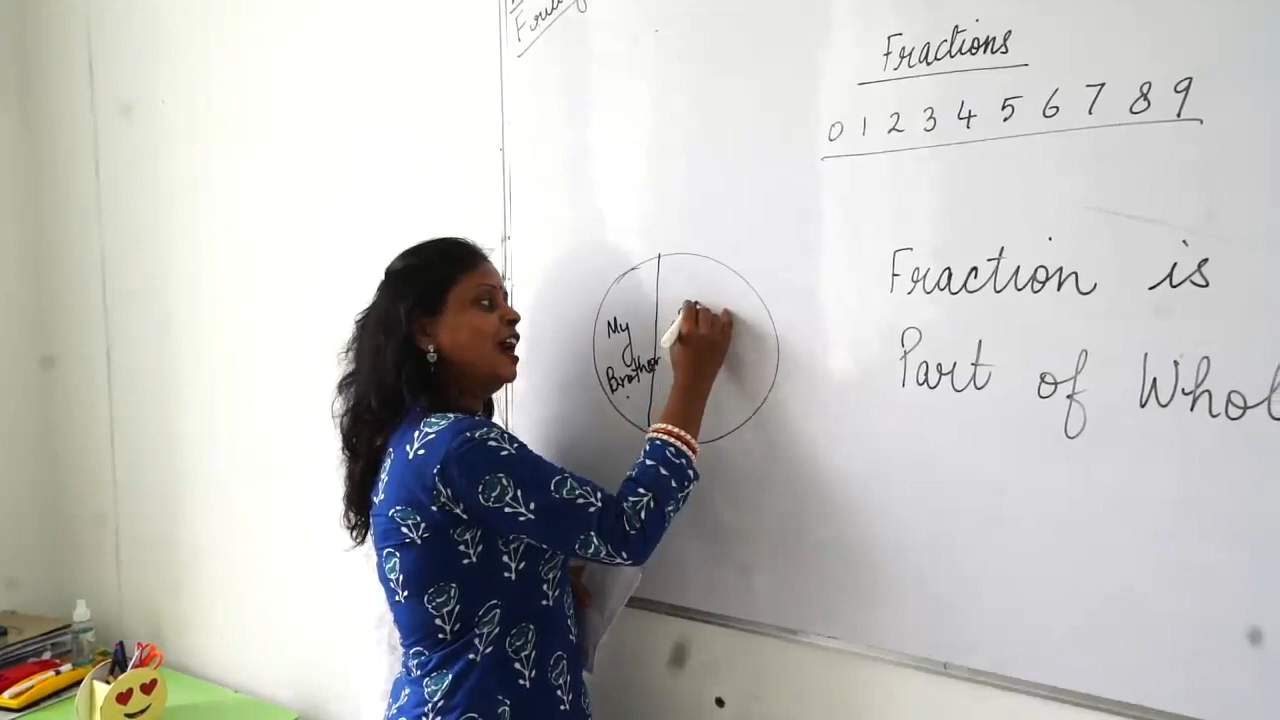 Fractions
0 1 2 3 4 5 6 7 8 9
My
Brother
Fraction is
Part of Whol